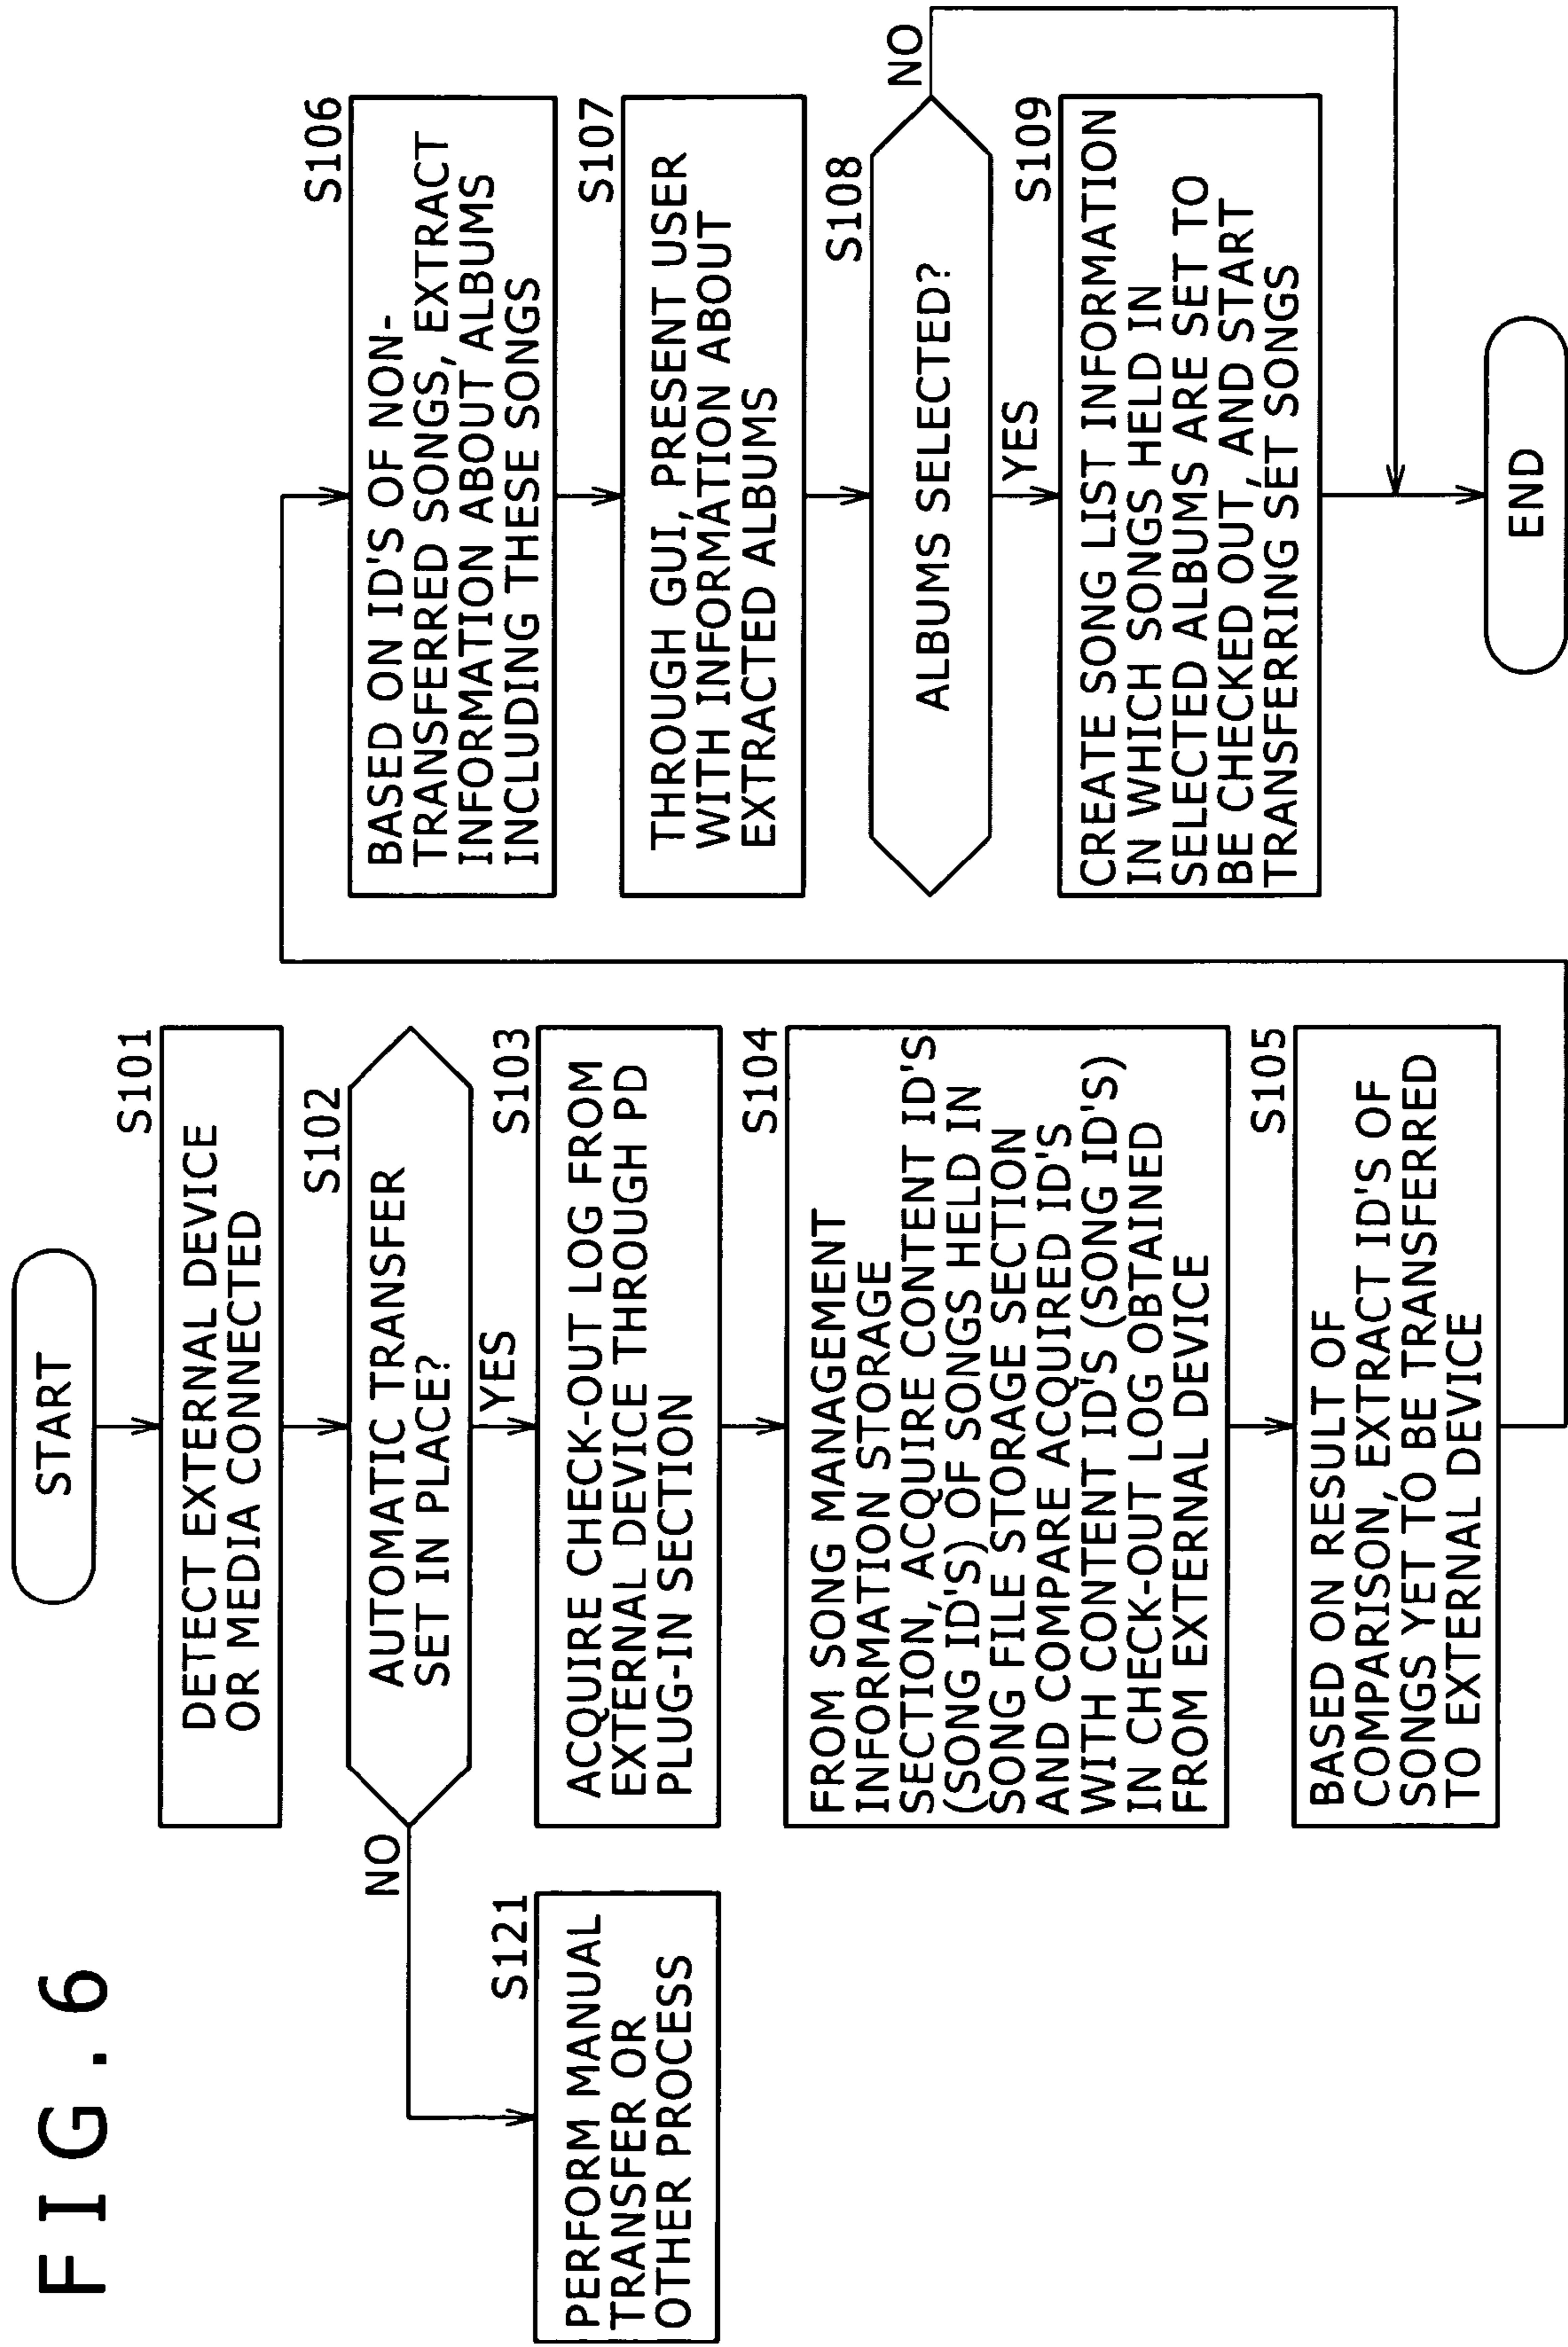 FIG. 6
START
S101
DETECT EXTERNAL DEVICE
OR MEDIA CONNECTED
S102
AUTOMATIC TRANSFER
SET IN PLACE?
NO
YES
S121
PERFORM MANUAL
TRANSFER OR
OTHER PROCESS
S103
ACQUIRE CHECK-OUT LOG FROM
EXTERNAL DEVICE THROUGH PD
PLUG-IN SECTION
S104
FROM SONG MANAGEMENT
INFORMATION STORAGE
SECTION, ACQUIRE CONTENT ID'S
(SONG ID'S) OF SONGS HELD IN
SONG FILE STORAGE SECTION
AND COMPARE ACQUIRED ID'S
WITH CONTENT ID'S (SONG ID'S)
IN CHECK-OUT LOG OBTAINED
FROM EXTERNAL DEVICE
S105
BASED ON RESULT OF
COMPARISON, EXTRACT ID'S OF
SONGS YET TO BE TRANSFERRED
TO EXTERNAL DEVICE
S106
BASED ON ID'S OF NON-
TRANSFERRED SONGS, EXTRACT
INFORMATION ABOUT ALBUMS
INCLUDING THESE SONGS
S107
THROUGH GUI, PRESENT USER
WITH INFORMATION ABOUT
EXTRACTED ALBUMS
S108
ALBUMS SELECTED?
NO
YES
S109
CREATE SONG LIST INFORMATION
IN WHICH SONGS HELD IN
SELECTED ALBUMS ARE SET TO
BE CHECKED OUT, AND START
TRANSFERRING SET SONGS
END